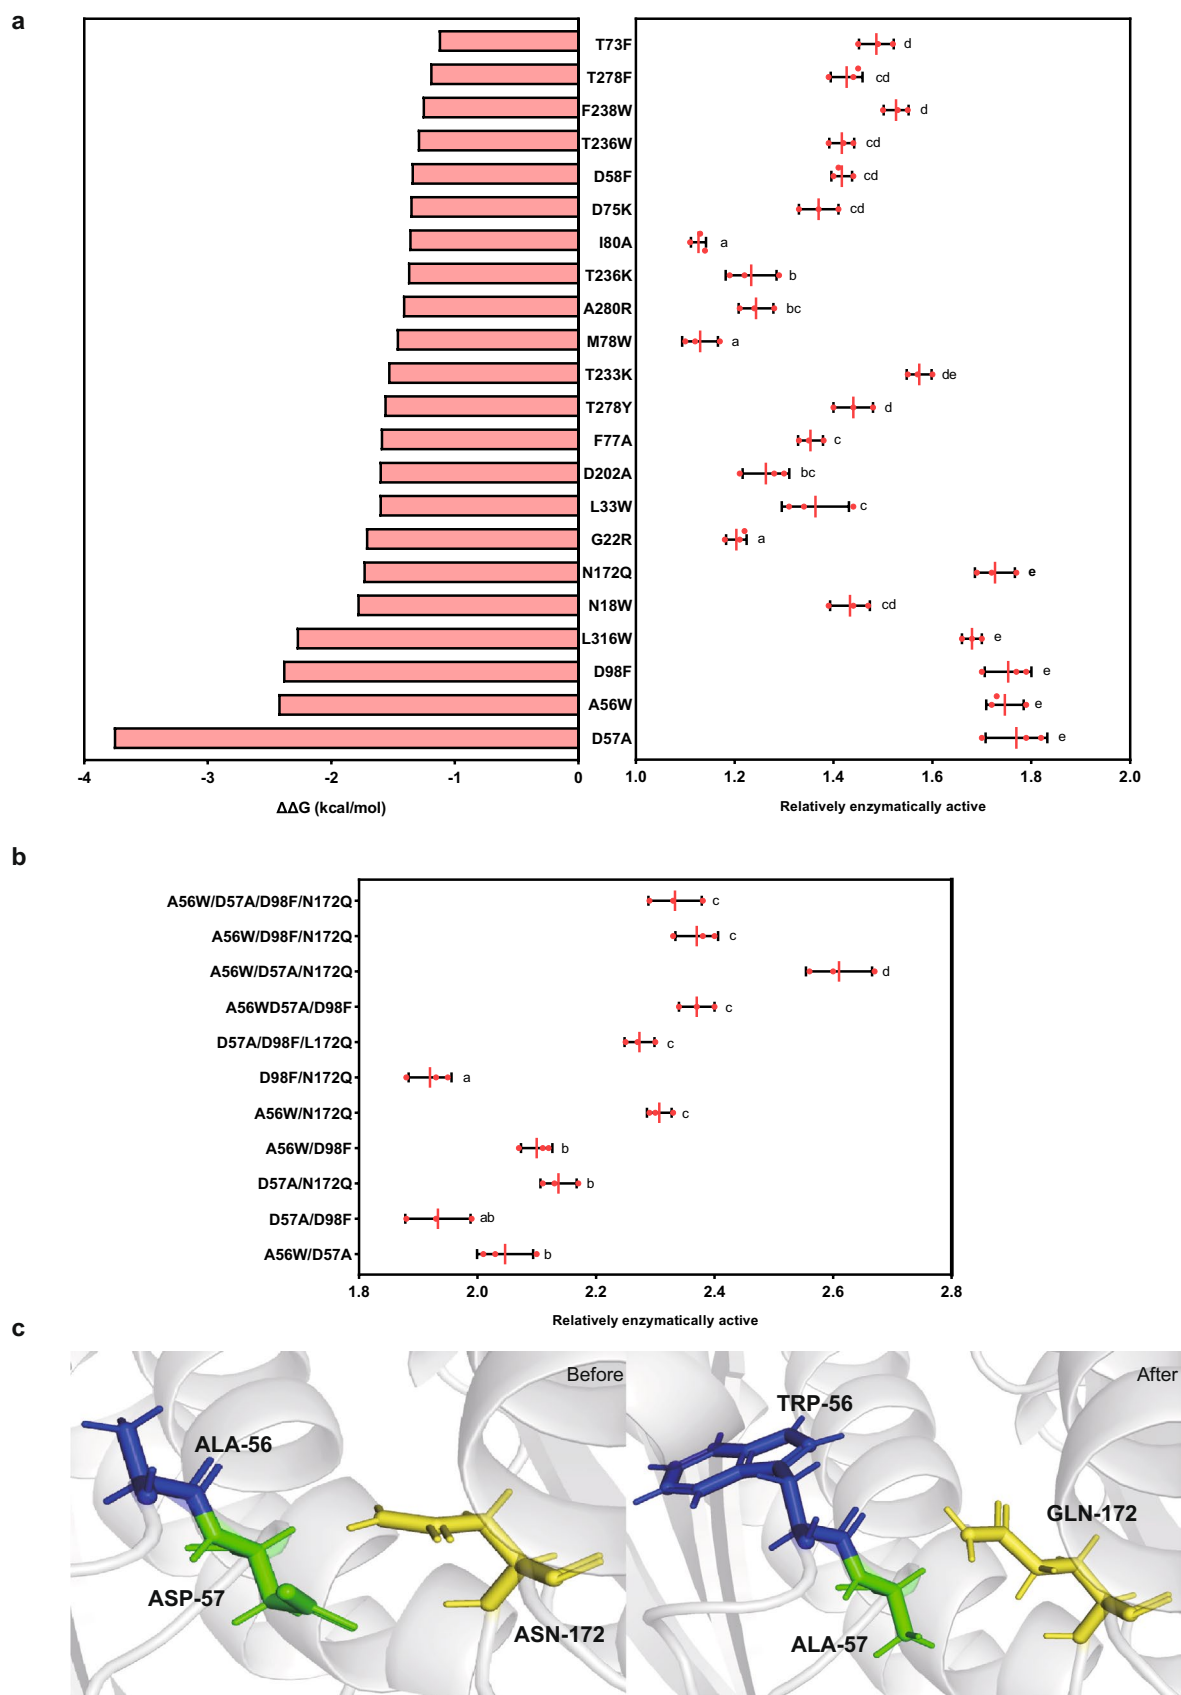 a
T73F d
T278F cd
F238W d
T236W cd
D58F cd
D75K cd
I80A a
T236K b
A280R bc
M78W a
T233K de
T278Y d
F77A c
D202A bc
L33W c
G22R a
N172Q e
N18W cd
L316W e
D98F e
A56W e
D57A e
-4 -3 -2 -1 0 1.0 1.2 1.4 1.6 1.8 2.0
ΔΔG (kcal/mol) Relatively enzymatically active
b
A56W/D57A/D98F/N172Q c
A56W/D98F/N172Q c
A56W/D57A/N172Q d
A56WD57A/D98F c
D57A/D98F/L172Q c
D98F/N172Q a
A56W/N172Q c
A56W/D98F b
D57A/N172Q b
D57A/D98F ab
A56W/D57A b
1.8 2.0 2.2 2.4 2.6 2.8
Relatively enzymatically active
c
Before
ALA-56
ASP-57
ASN-172
After
TRP-56
GLN-172
ALA-57